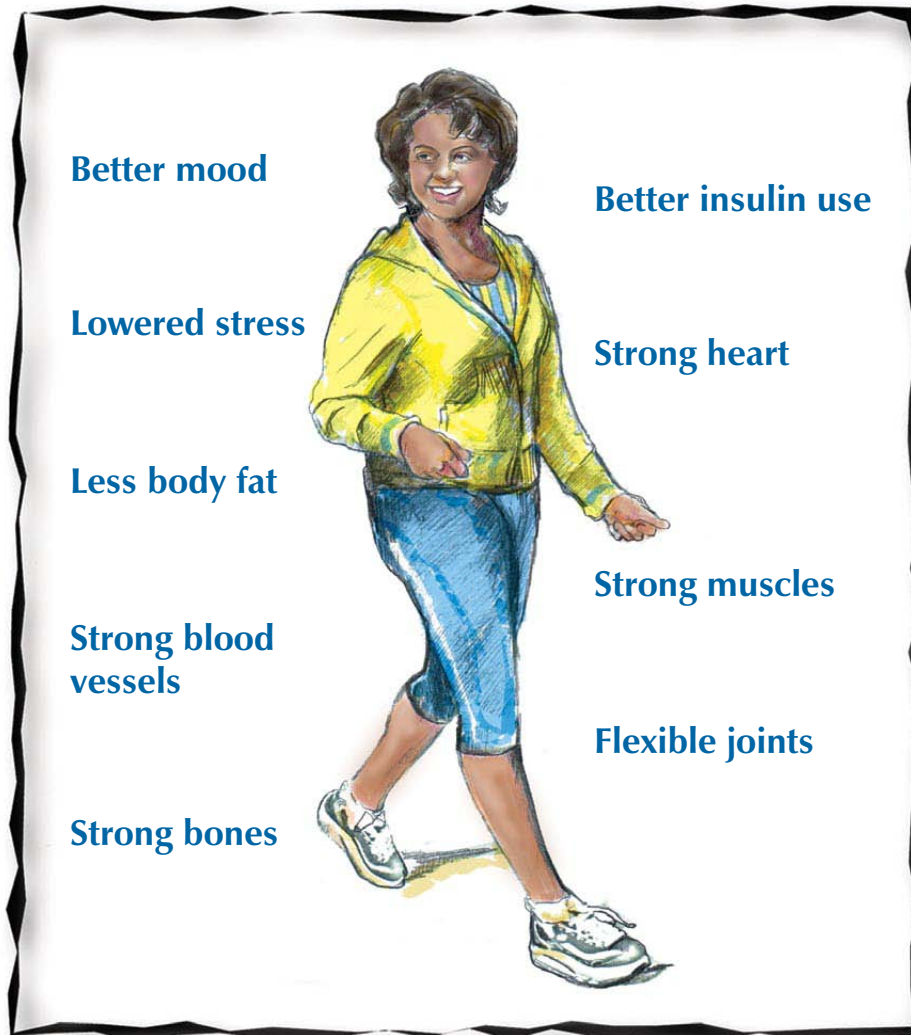 Better mood
Lowered stress
Less body fat
Strong blood
vessels
Strong bones
Better insulin use
Strong heart
Strong muscles
Flexible joints